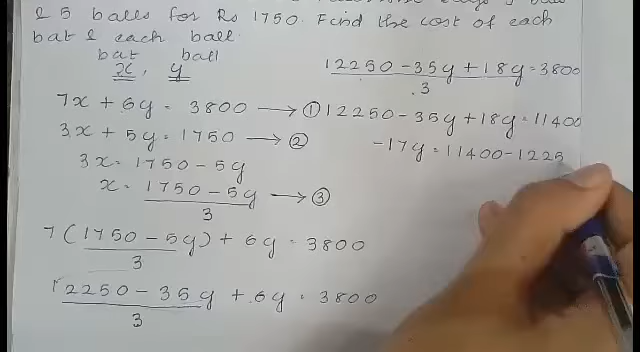 & 5 balls for Rs 1750. Find the cost of each
bat & each ball.
bat ball
x, y
7x + 6y = 3800 → ①
3x + 5y = 1750 → ②
3x = 1750 - 5y
x = 1750 - 5y → ③
3
7 (1750 - 5y) + 6y = 3800
3
12250 - 35y + 6y = 3800
3
12250 - 35y + 18y = 3800
3
12250 - 35y + 18y = 11400
-17y = 11400 - 1225